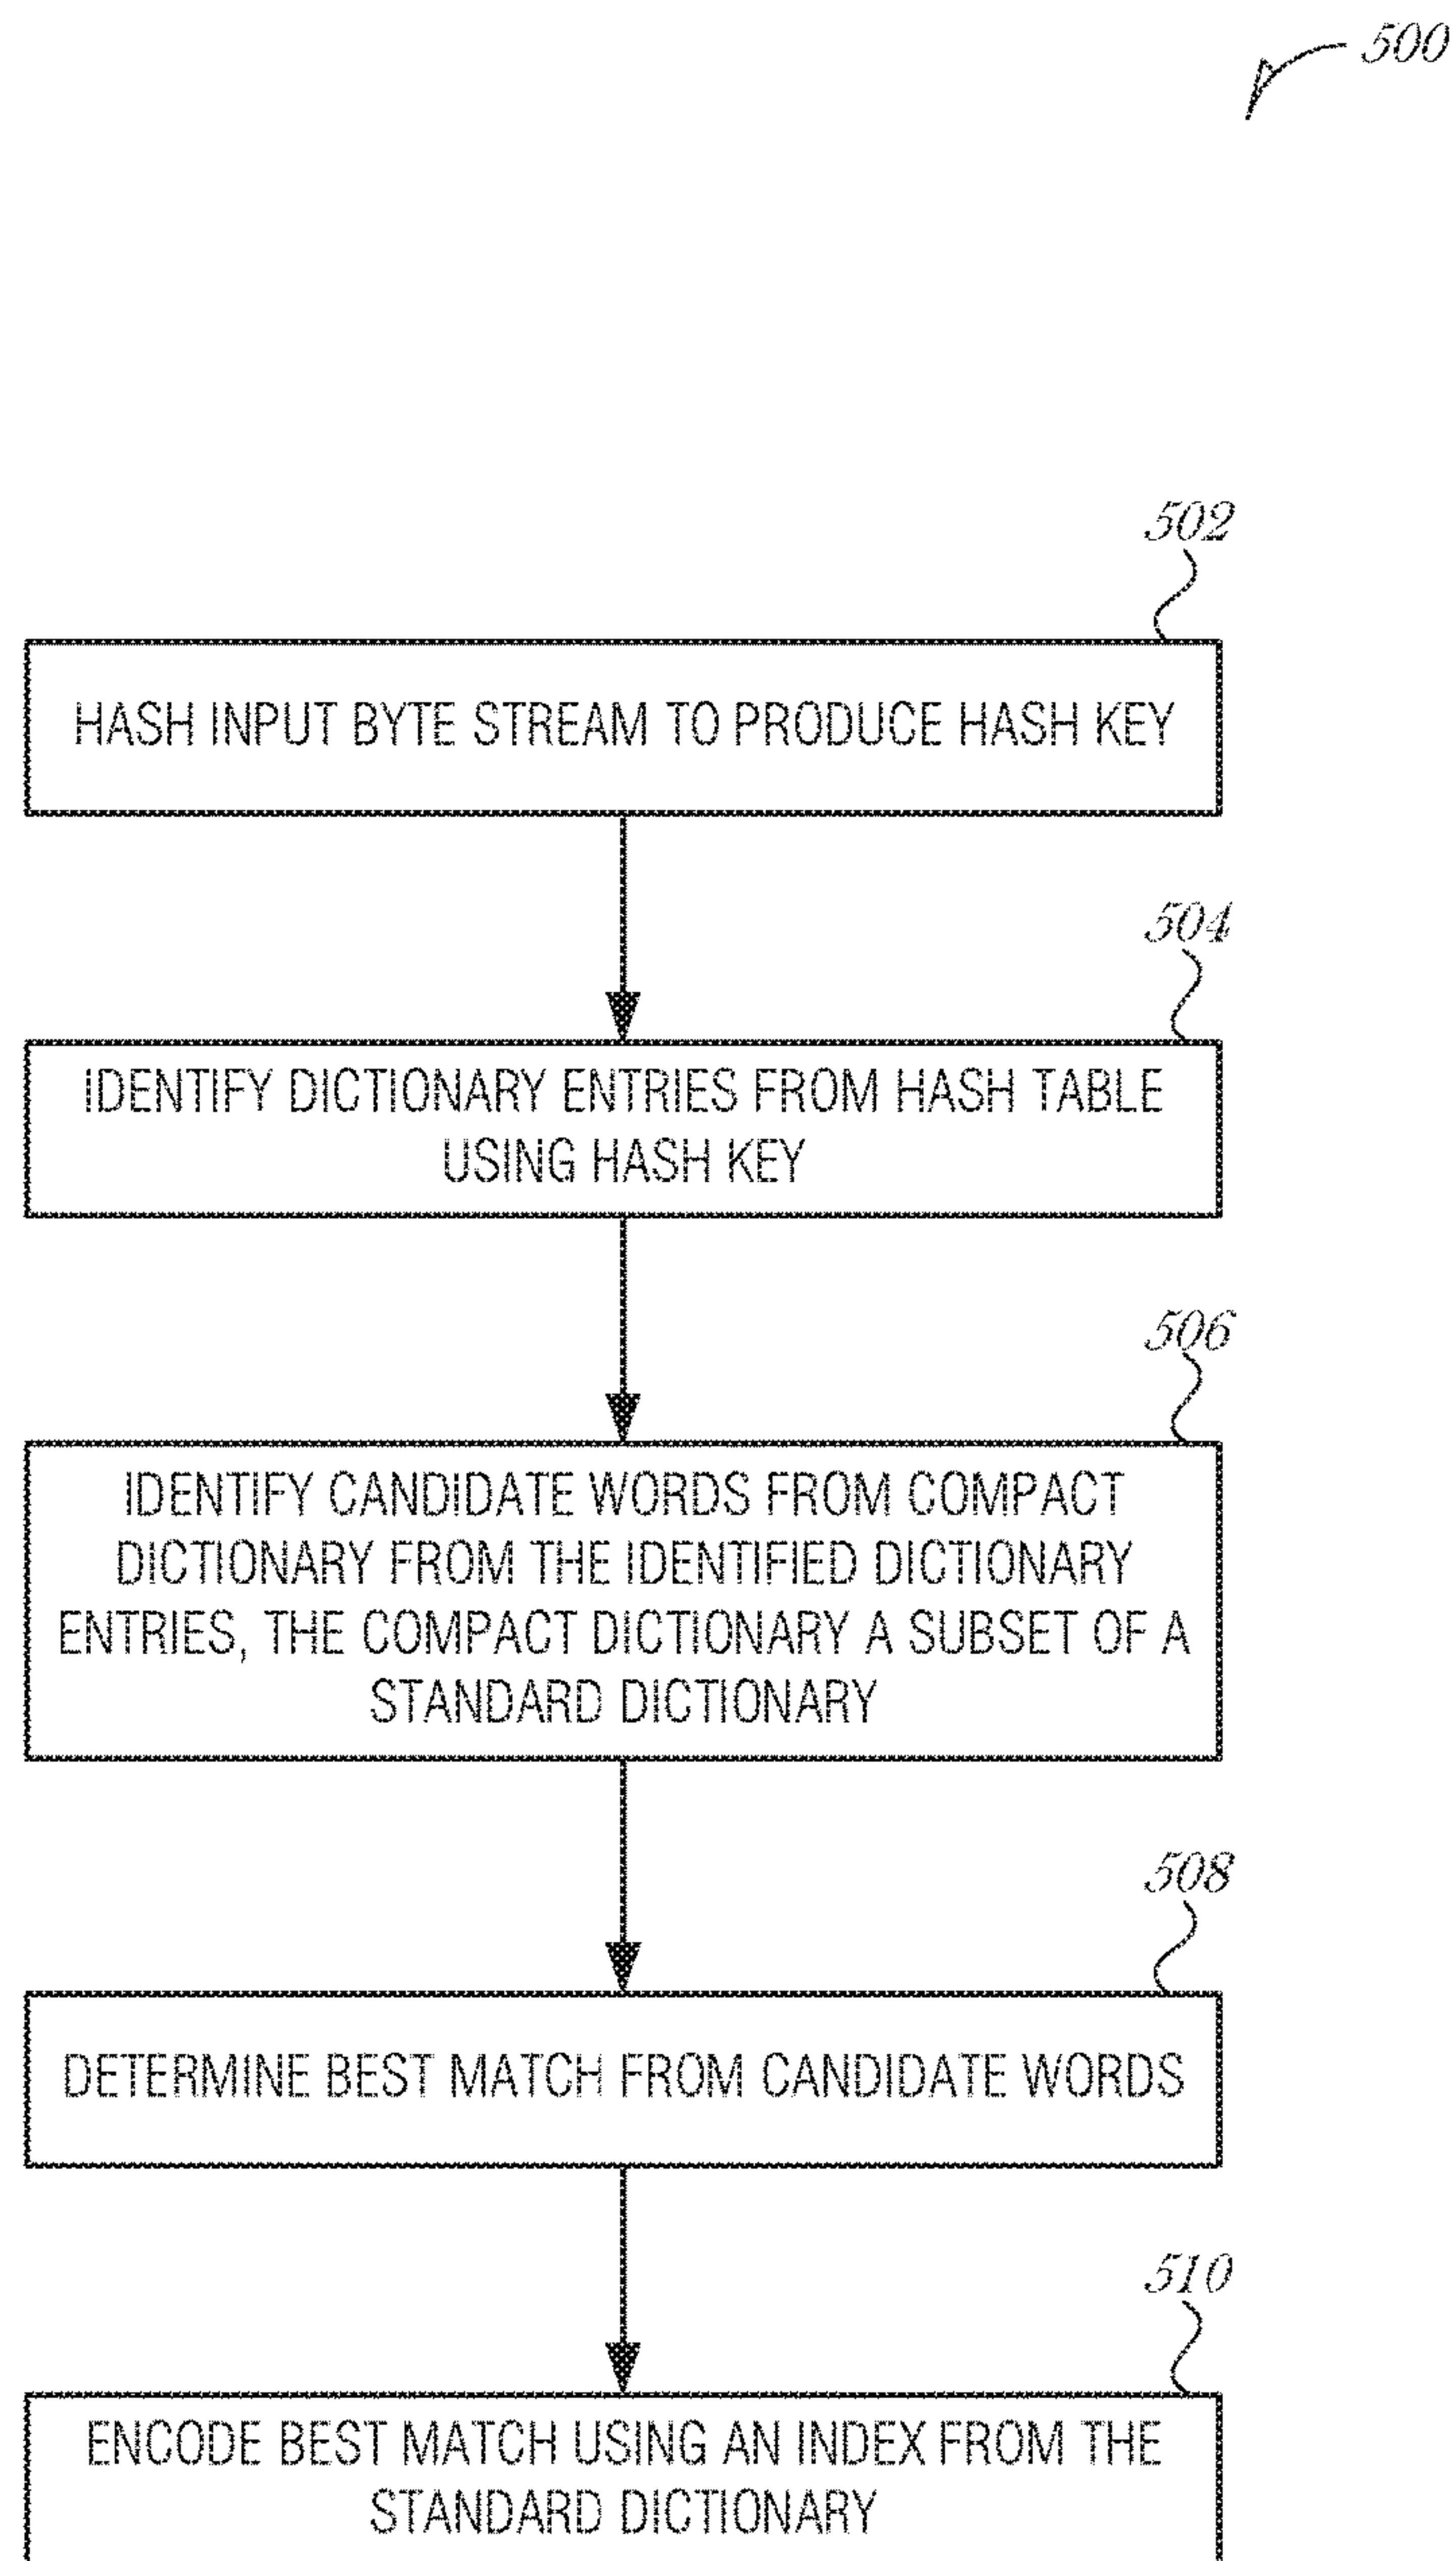 500
502
HASH INPUT BYTE STREAM TO PRODUCE HASH KEY
504
IDENTIFY DICTIONARY ENTRIES FROM HASH TABLE
USING HASH KEY
506
IDENTIFY CANDIDATE WORDS FROM COMPACT
DICTIONARY FROM THE IDENTIFIED DICTIONARY
ENTRIES, THE COMPACT DICTIONARY A SUBSET OF A
STANDARD DICTIONARY
508
DETERMINE BEST MATCH FROM CANDIDATE WORDS
510
ENCODE BEST MATCH USING AN INDEX FROM THE
STANDARD DICTIONARY